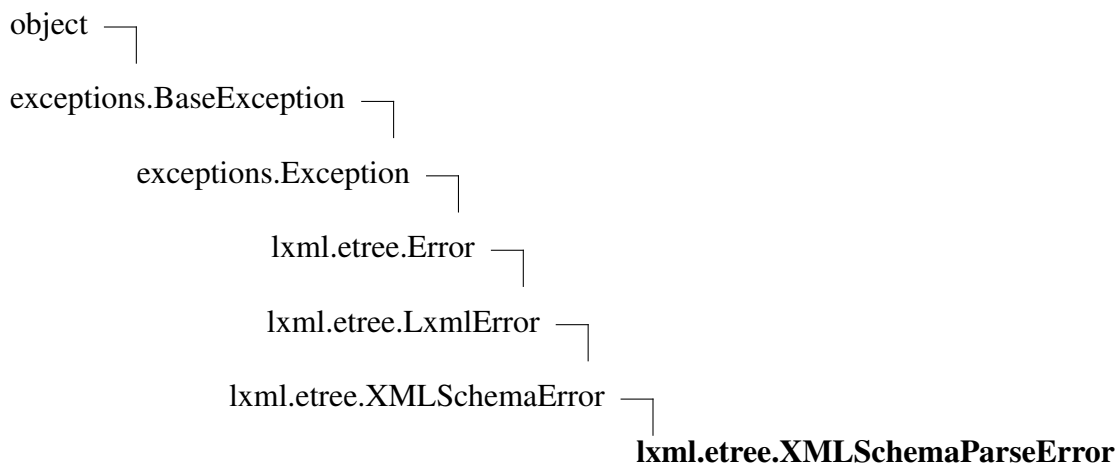 object
exceptions.BaseException
exceptions.Exception
lxml.etree.Error
lxml.etree.LxmlError
lxml.etree.XMLSchemaError
lxml.etree.XMLSchemaParseError